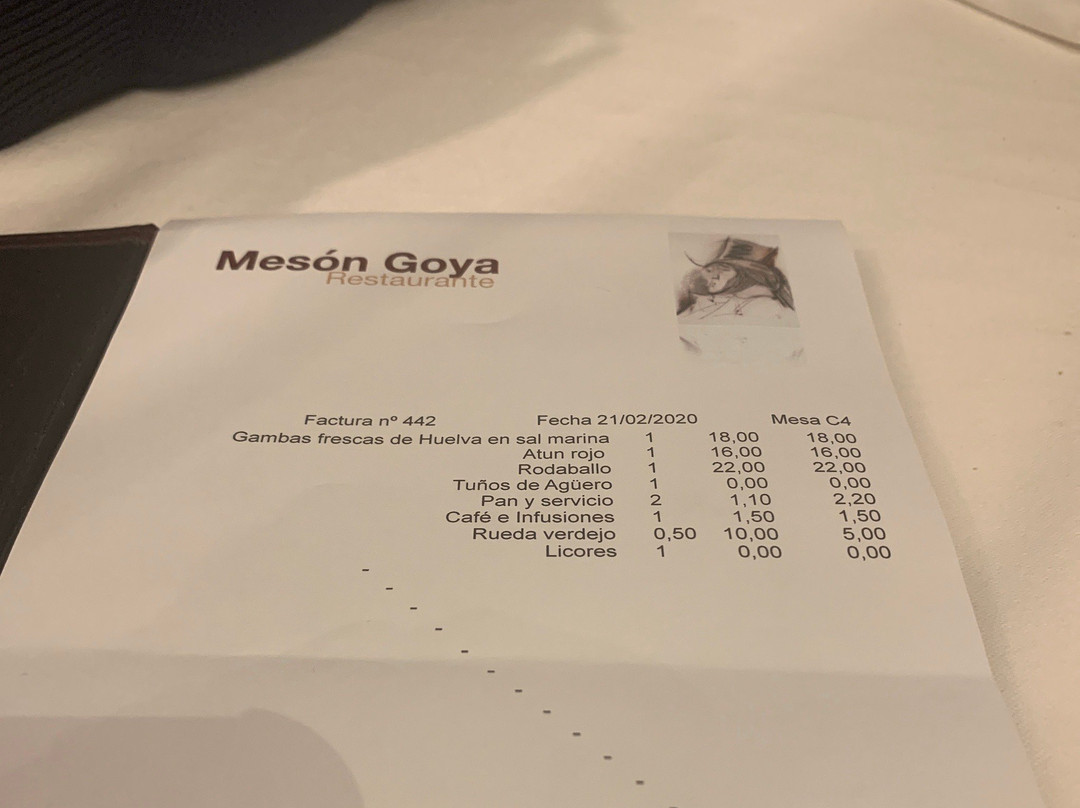 Mesón Goya
Restaurante
Factura nº 442 Fecha 21/02/2020 Mesa C4
Gambas frescas de Huelva en sal marina 1 18,00 18,00
Atun rojo 1 16,00 16,00
Rodaballo 1 22,00 22,00
Tuños de Agüero 1 0,00 0,00
Pan y servicio 2 1,10 2,20
Café e Infusiones 1 1,50 1,50
Rueda verdejo 0,50 10,00 5,00
Licores 1 0,00 0,00
-
-
-
-
-
-
-
-
-
-
-